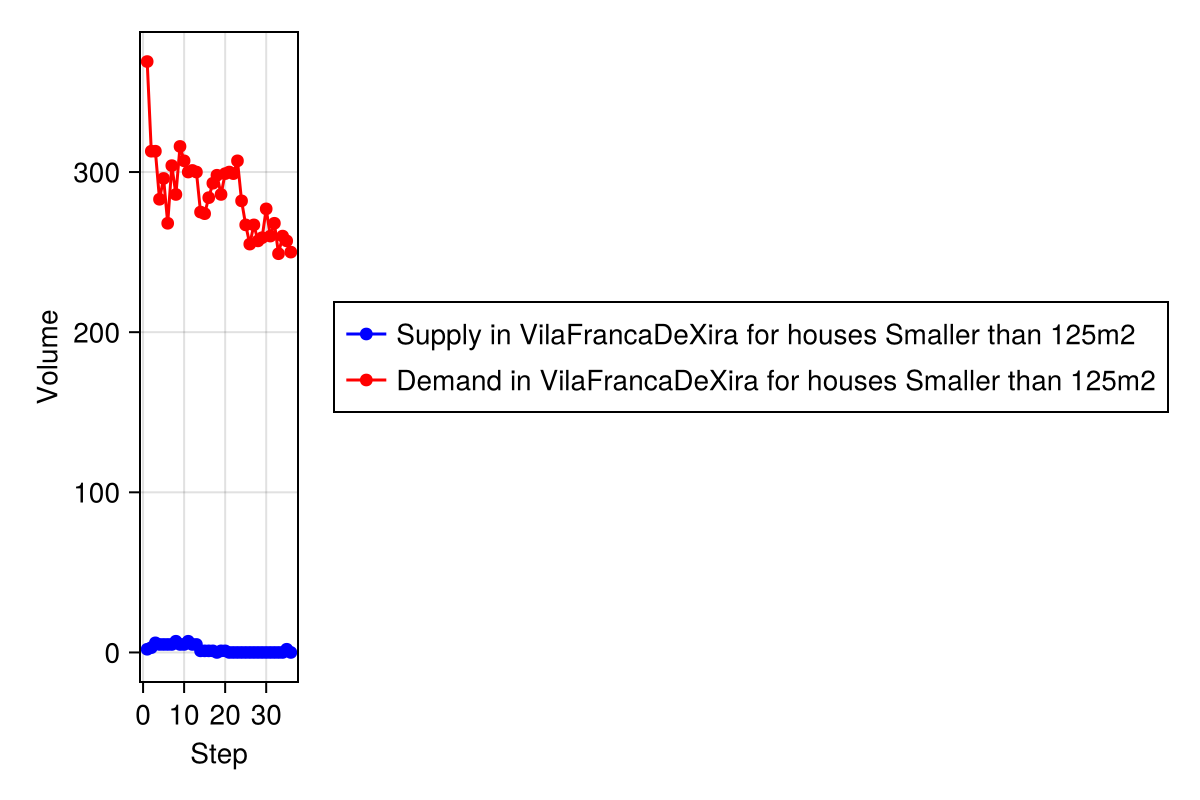 300
200
100
0
Volume
0 10 20 30
Step
Supply in VilaFrancaDeXira for houses Smaller than 125m2
Demand in VilaFrancaDeXira for houses Smaller than 125m2